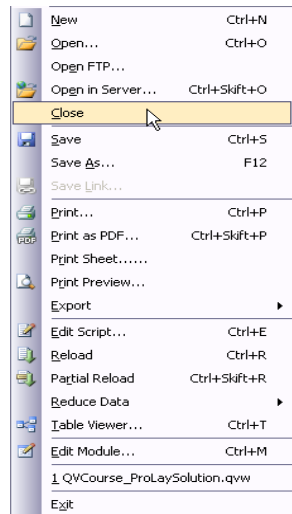 New Ctrl+N
Open... Ctrl+O
Open FTP...
Open in Server... Ctrl+Skift+O
Close
Save Ctrl+S
Save As... F12
Save Link...
Print... Ctrl+P
PDF Print as PDF... Ctrl+Skift+P
Print Sheet......
Print Preview...
Export
Edit Script... Ctrl+E
Reload Ctrl+R
Partial Reload Ctrl+Skift+R
Reduce Data
Table Viewer... Ctrl+T
Edit Module... Ctrl+M
1 QVCourse_ProLaySolution.qvw
Exit